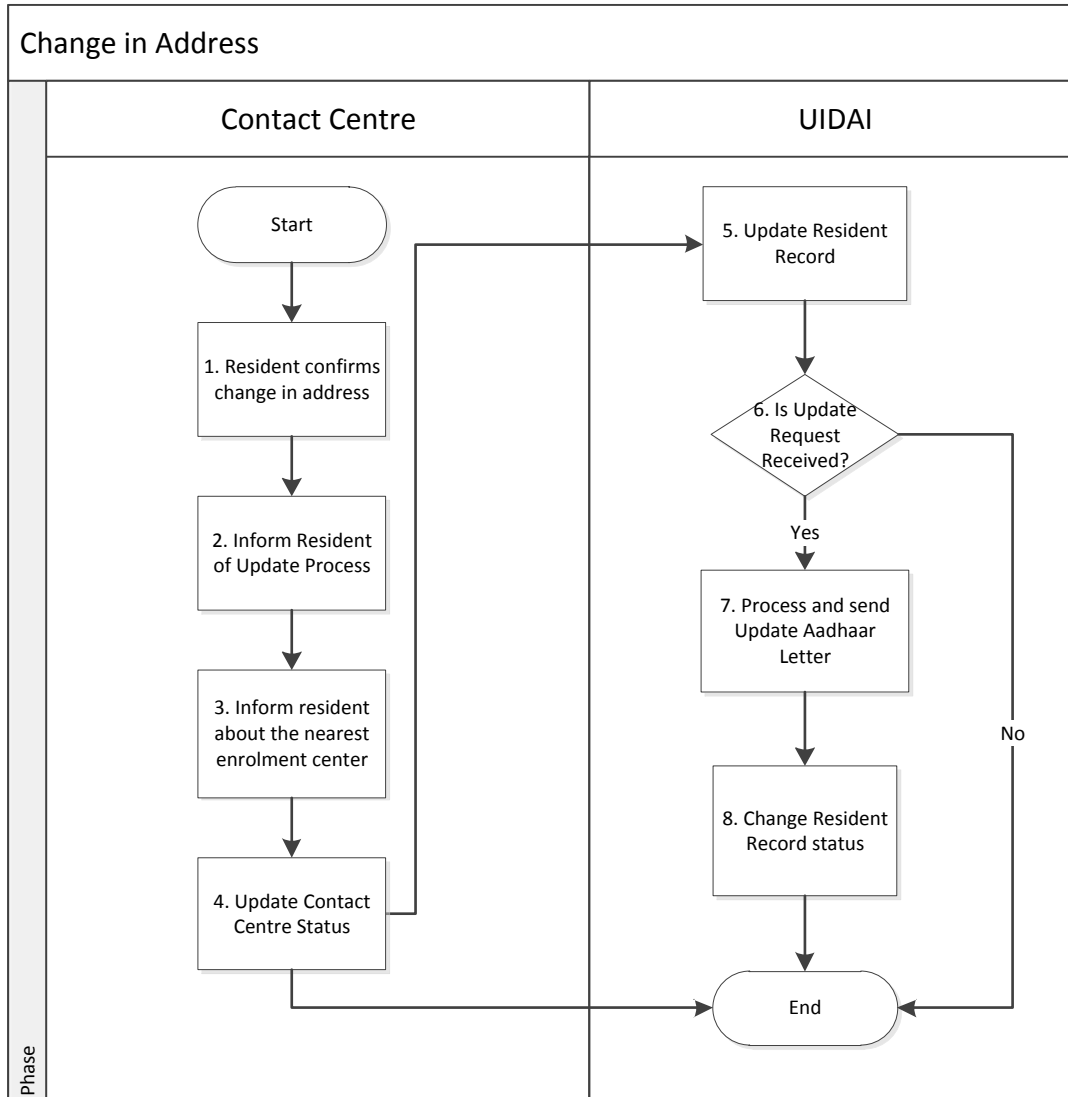 Change in Address
Contact Centre
UIDAI
Start
1. Resident confirms
change in address
2. Inform Resident
of Update Process
3. Inform resident
about the nearest
enrolment center
4. Update Contact
Centre Status
5. Update Resident
Record
6. Is Update
Request
Received?
Yes
No
7. Process and send
Update Aadhaar
Letter
8. Change Resident
Record status
End
Phase